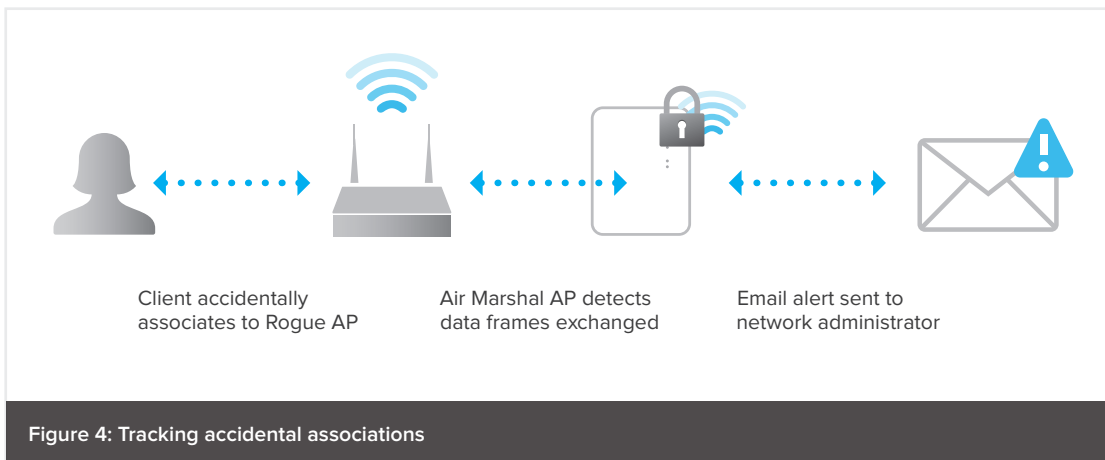 Client accidentally
associates to Rogue AP
Air Marshal AP detects
data frames exchanged
Email alert sent to
network administrator
Figure 4: Tracking accidental associations